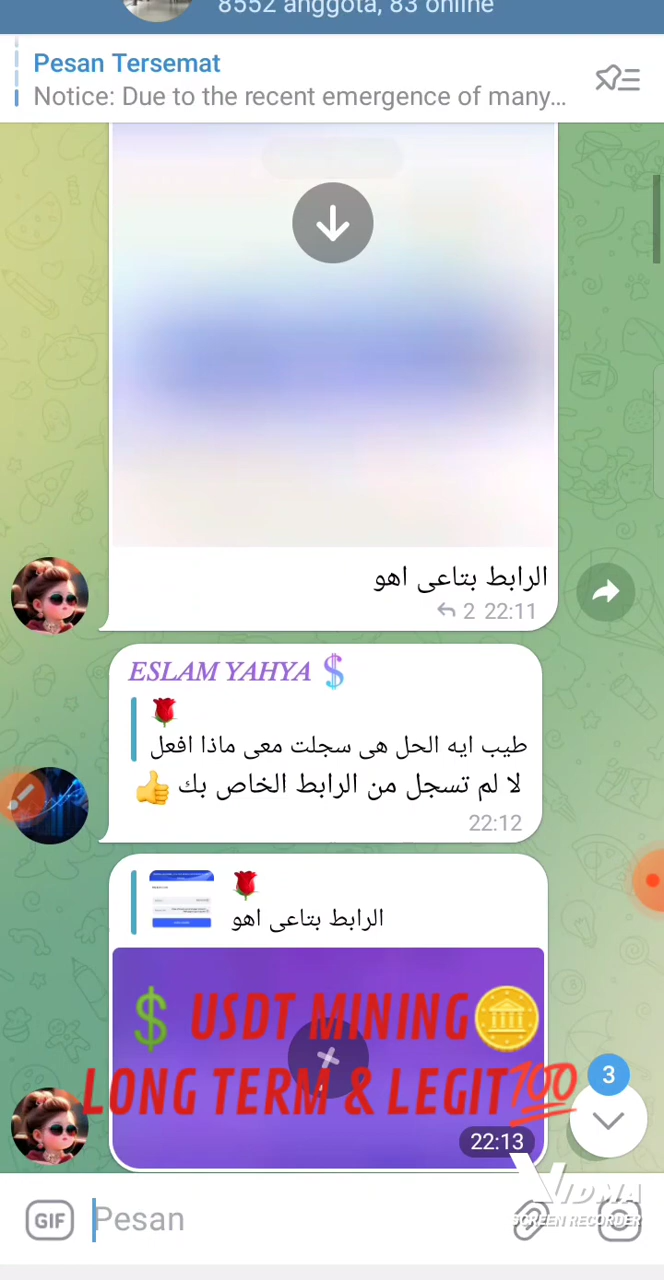 8552 anggota, 83 online
Pesan Tersemat
Notice: Due to the recent emergence of many...
الرابط بتاعى اهو
2 22:11
ESLAM YAHYA
طيب ايه الحل هى سجلت معى ماذا افعل
لا لم تسجل من الرابط الخاص بك
22:12
الرابط بتاعى اهو
$ USDT MINING
LONG TERM & LEGIT 100
3
22:13
GIF Pesan
VIDMA
SCREEN RECORDER